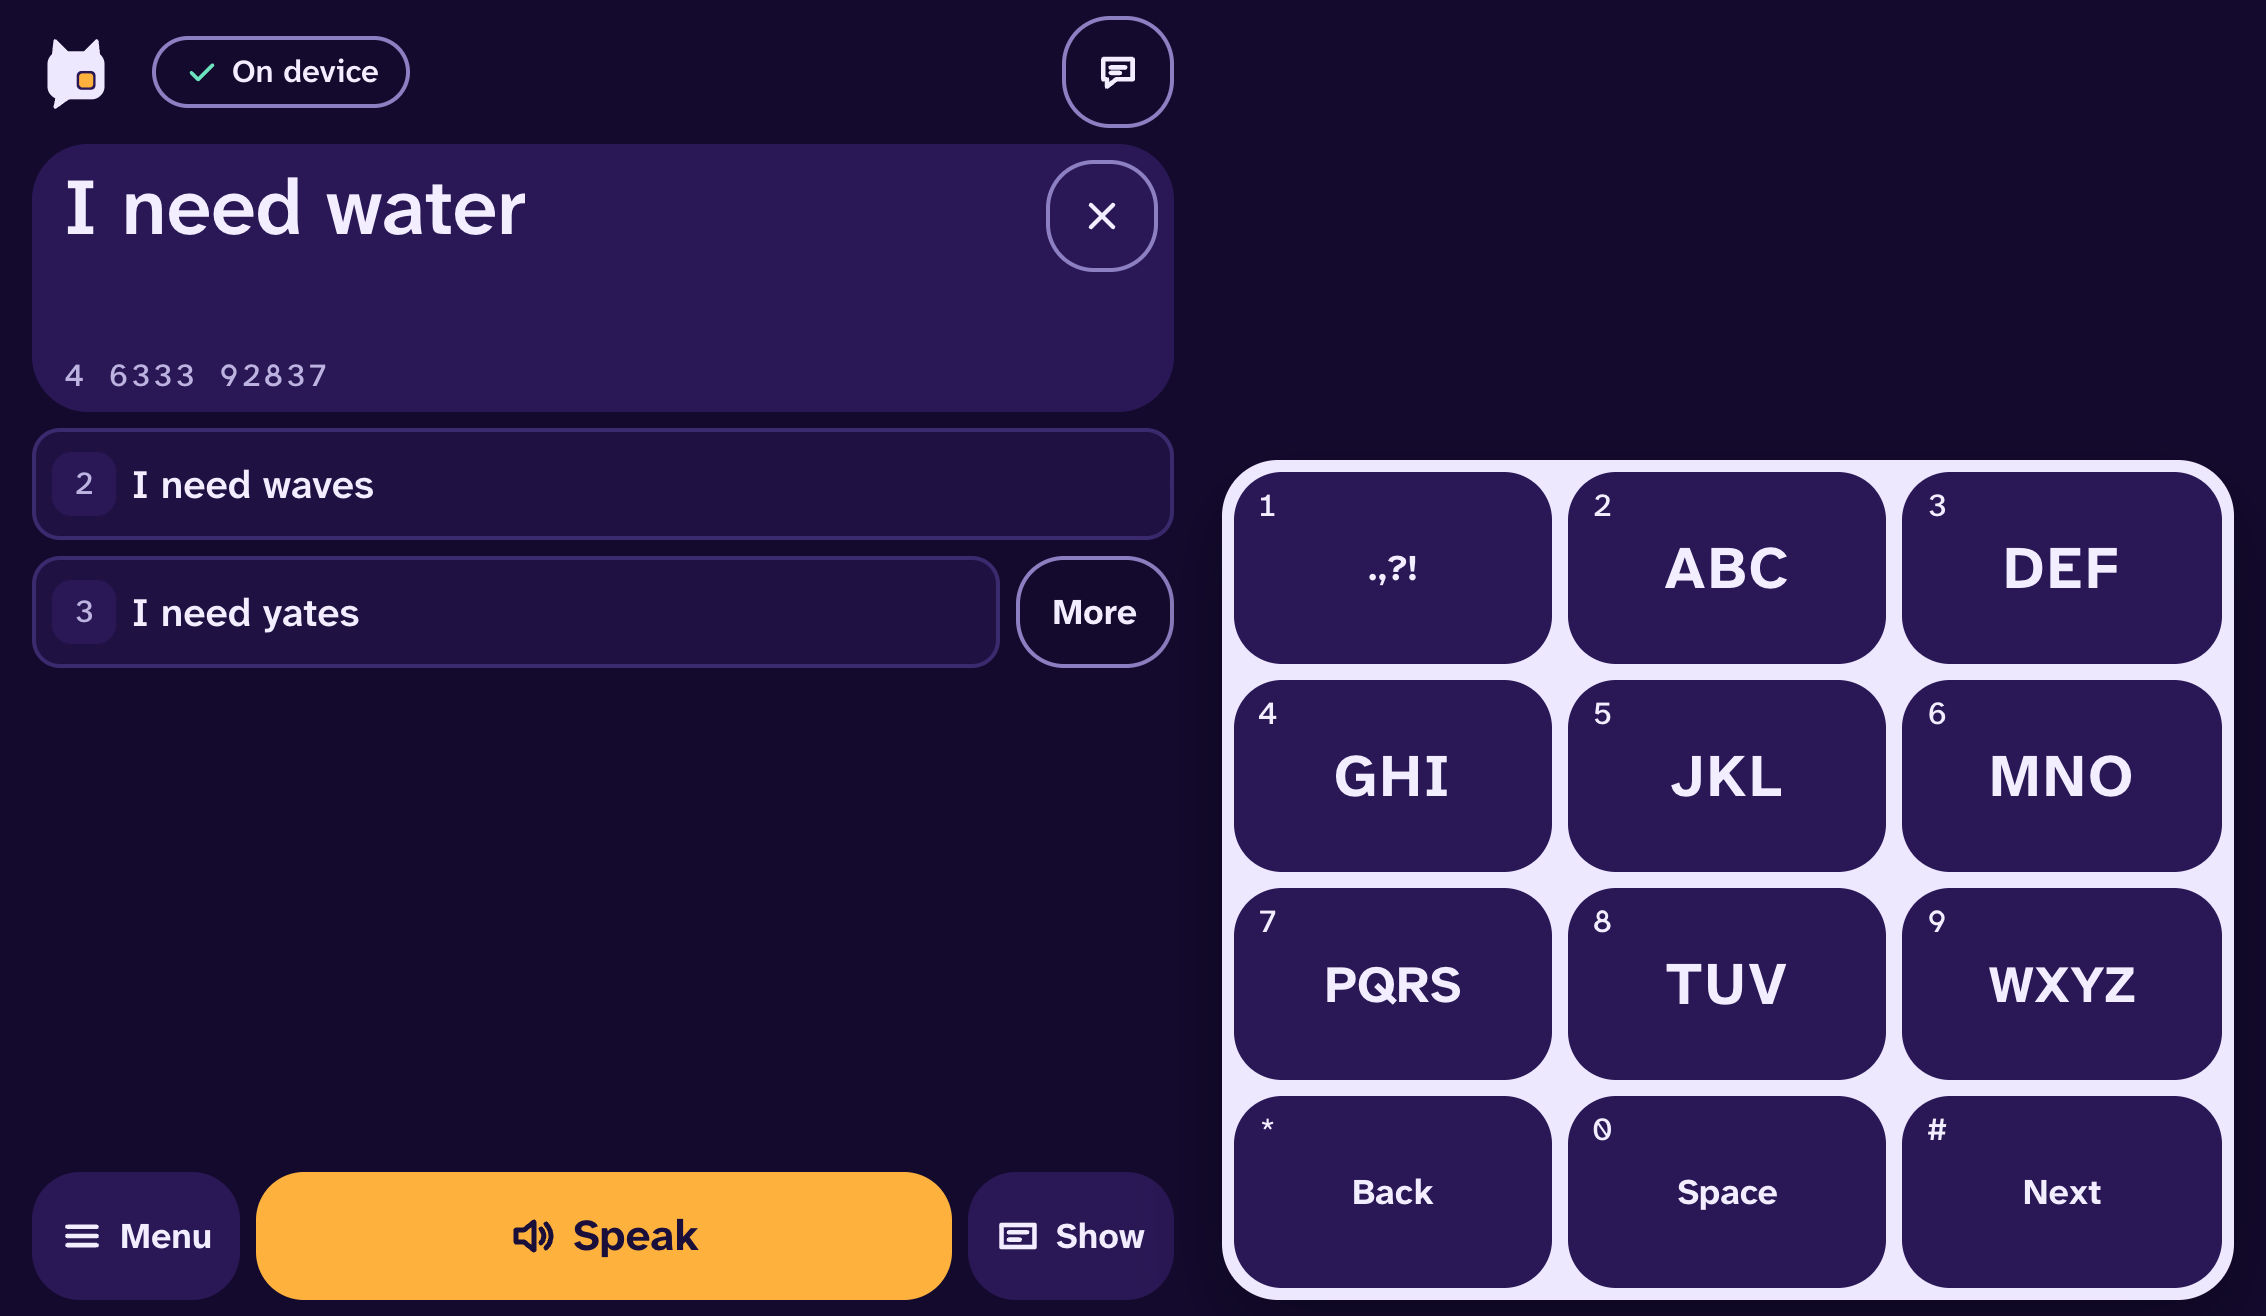 On device
I need water
4 6333 92837
2 I need waves
3 I need yates
More
Menu
Speak
Show
1 .,?!
2 ABC
3 DEF
4 GHI
5 JKL
6 MNO
7 PQRS
8 TUV
9 WXYZ
* Back
0 Space
# Next